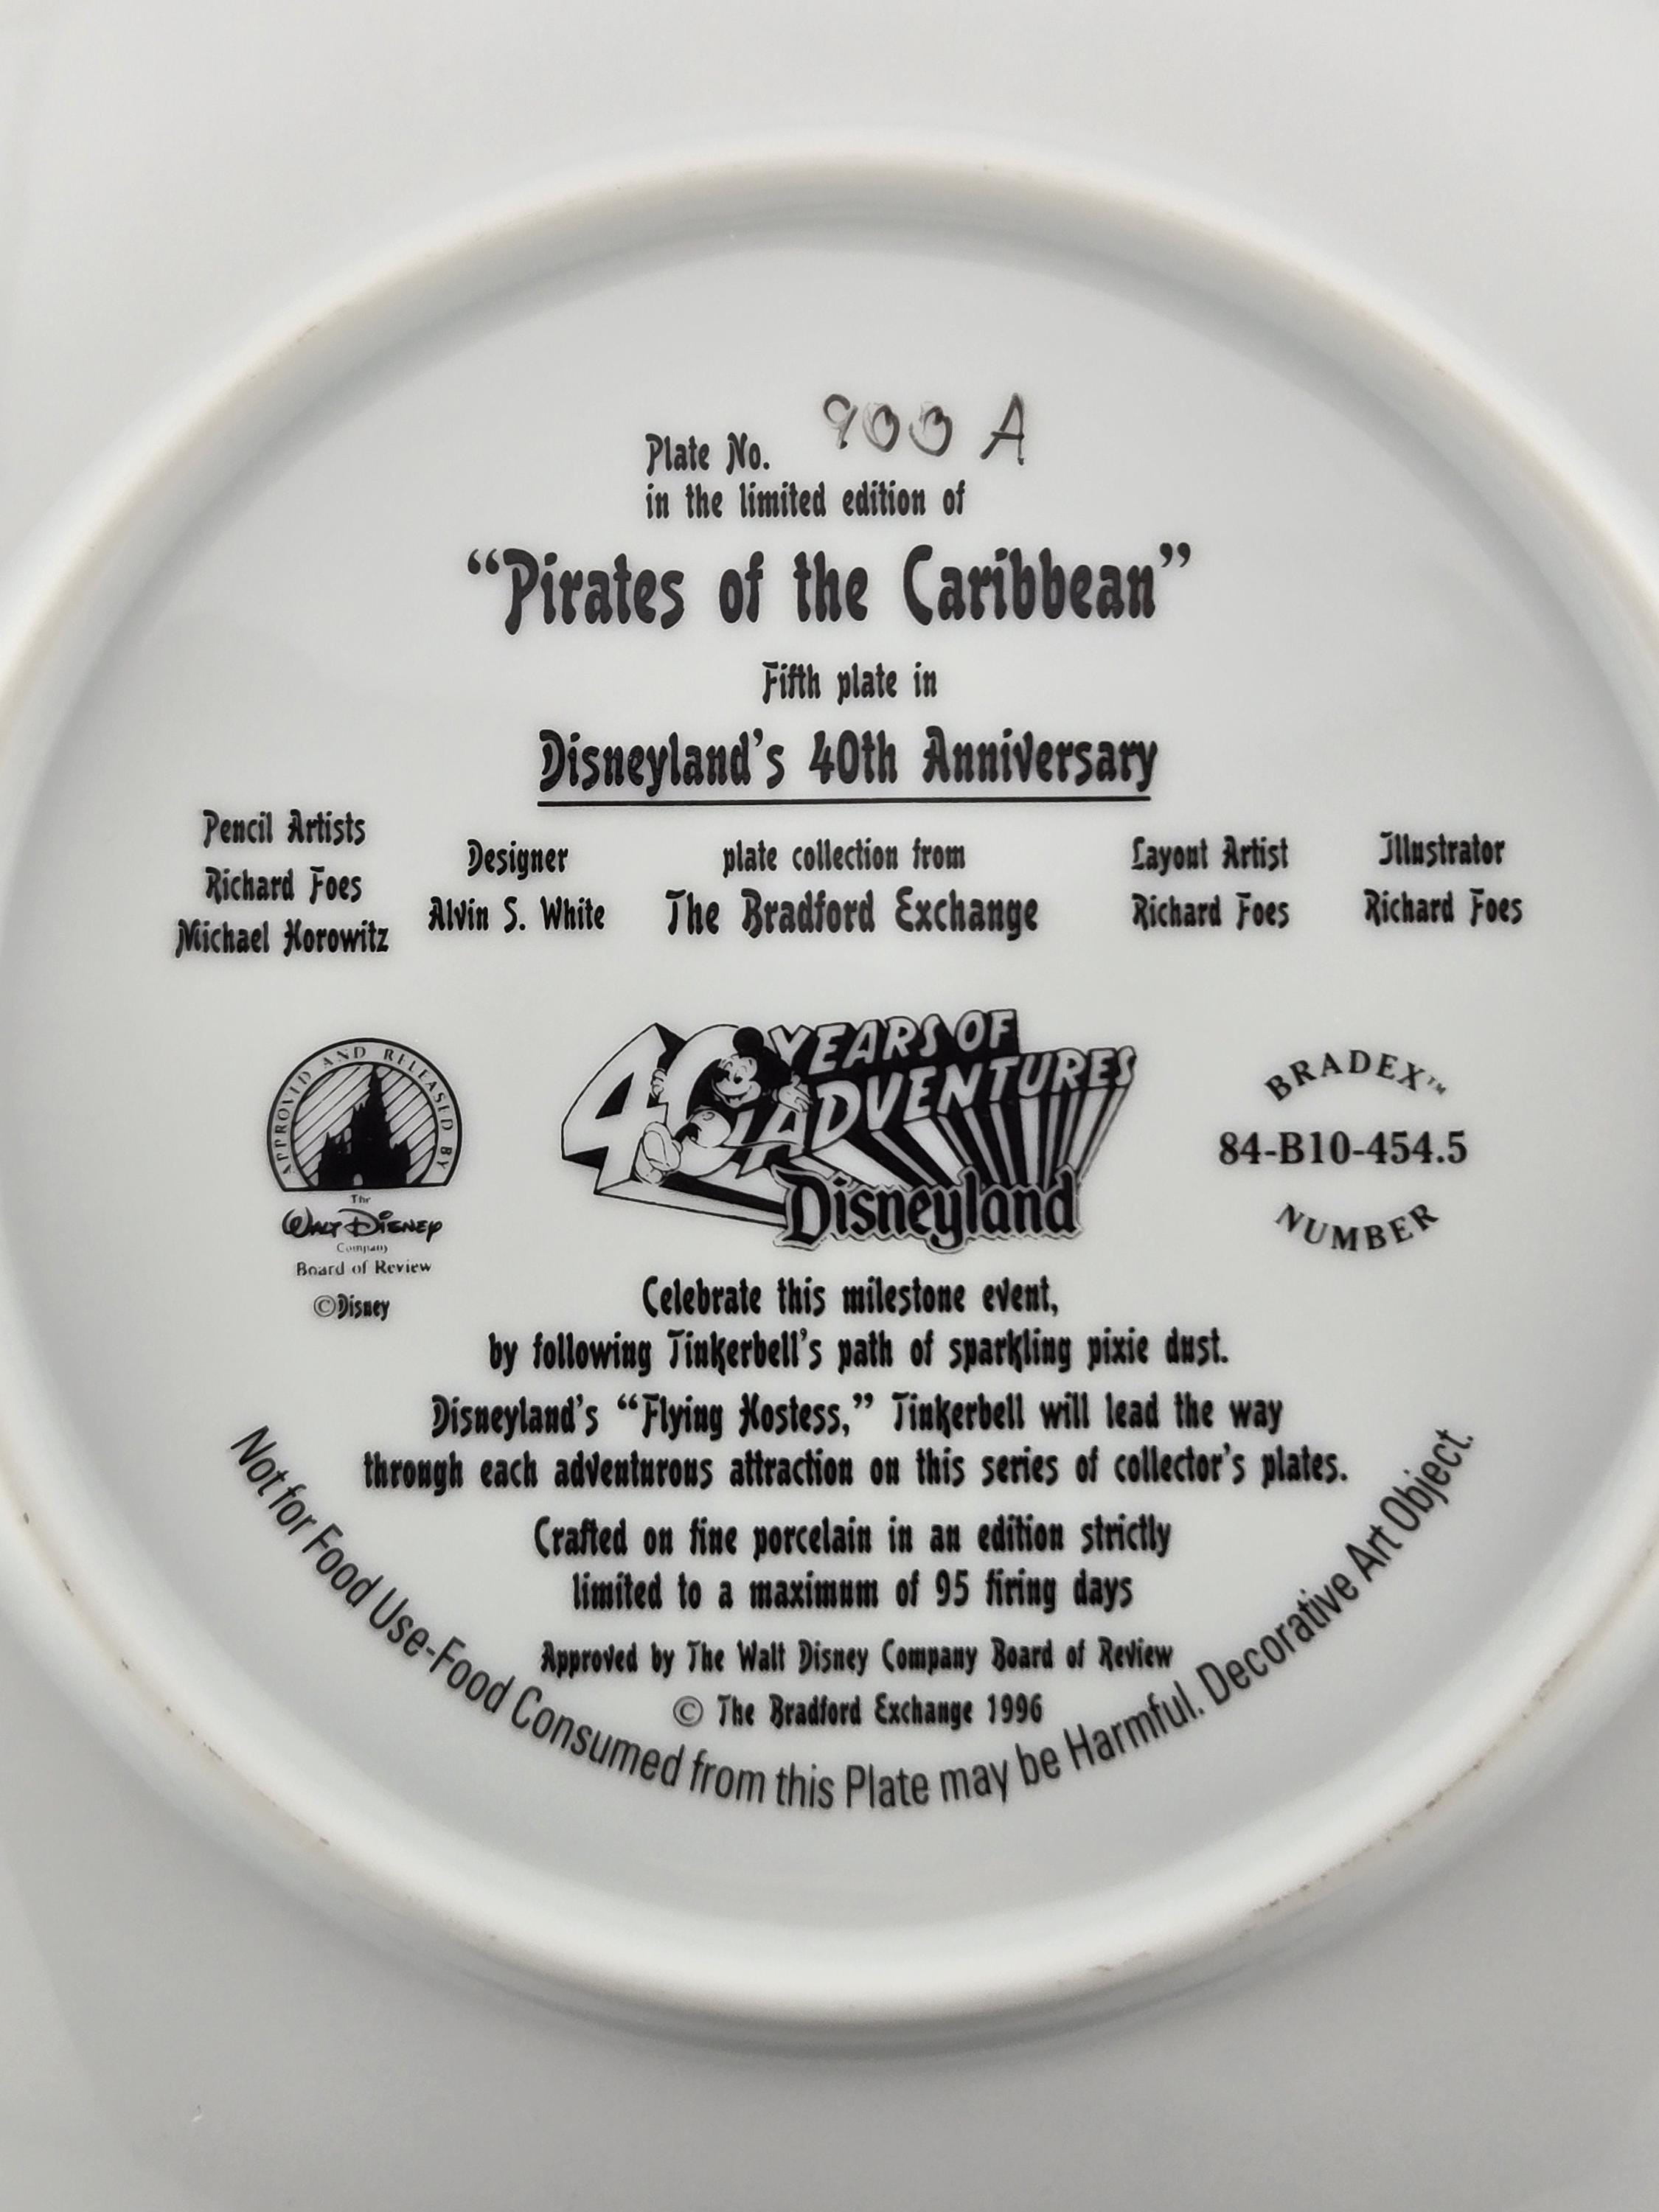 Plate No. 900 A
in the limited edition of
“Pirates of the Caribbean”
Fifth plate in
Disneyland's 40th Anniversary
Pencil Artists
Richard Foes
Michael Horowitz
Designer
Alvin S. White
plate collection from
The Bradford Exchange
Layout Artist
Richard Foes
Illustrator
Richard Foes
APPROVED AND RELEASED BY
The
WALT DISNEY
Company
Board of Review
©Disney
40 YEARS OF
ADVENTURES
Disneyland
BRADEX™
84-B10-454.5
NUMBER
Celebrate this milestone event,
by following Tinkerbell's path of sparkling pixie dust.
Disneyland's “Flying Hostess,” Tinkerbell will lead the way
through each adventurous attraction on this series of collector's plates.
Crafted on fine porcelain in an edition strictly
limited to a maximum of 95 firing days
Approved by The Walt Disney Company Board of Review
© The Bradford Exchange 1996
Not for Food Use-Food Consumed from this Plate may be Harmful. Decorative Art Object.